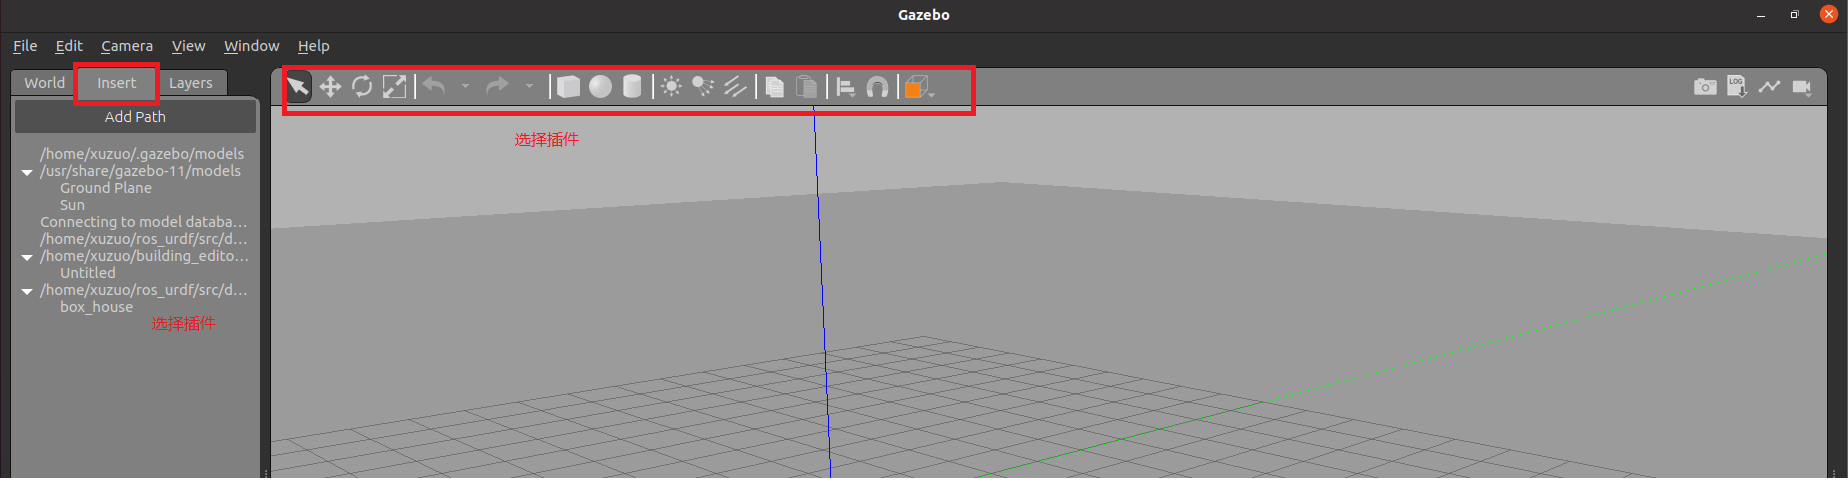 Gazebo
File Edit Camera View Window Help
World Insert Layers
LOG
Add Path
选择插件
/home/xuzuo/.gazebo/models
/usr/share/gazebo-11/models
Ground Plane
Sun
Connecting to model databa...
/home/xuzuo/ros_urdf/src/d...
/home/xuzuo/building_edito...
Untitled
/home/xuzuo/ros_urdf/src/d...
box_house
选择插件